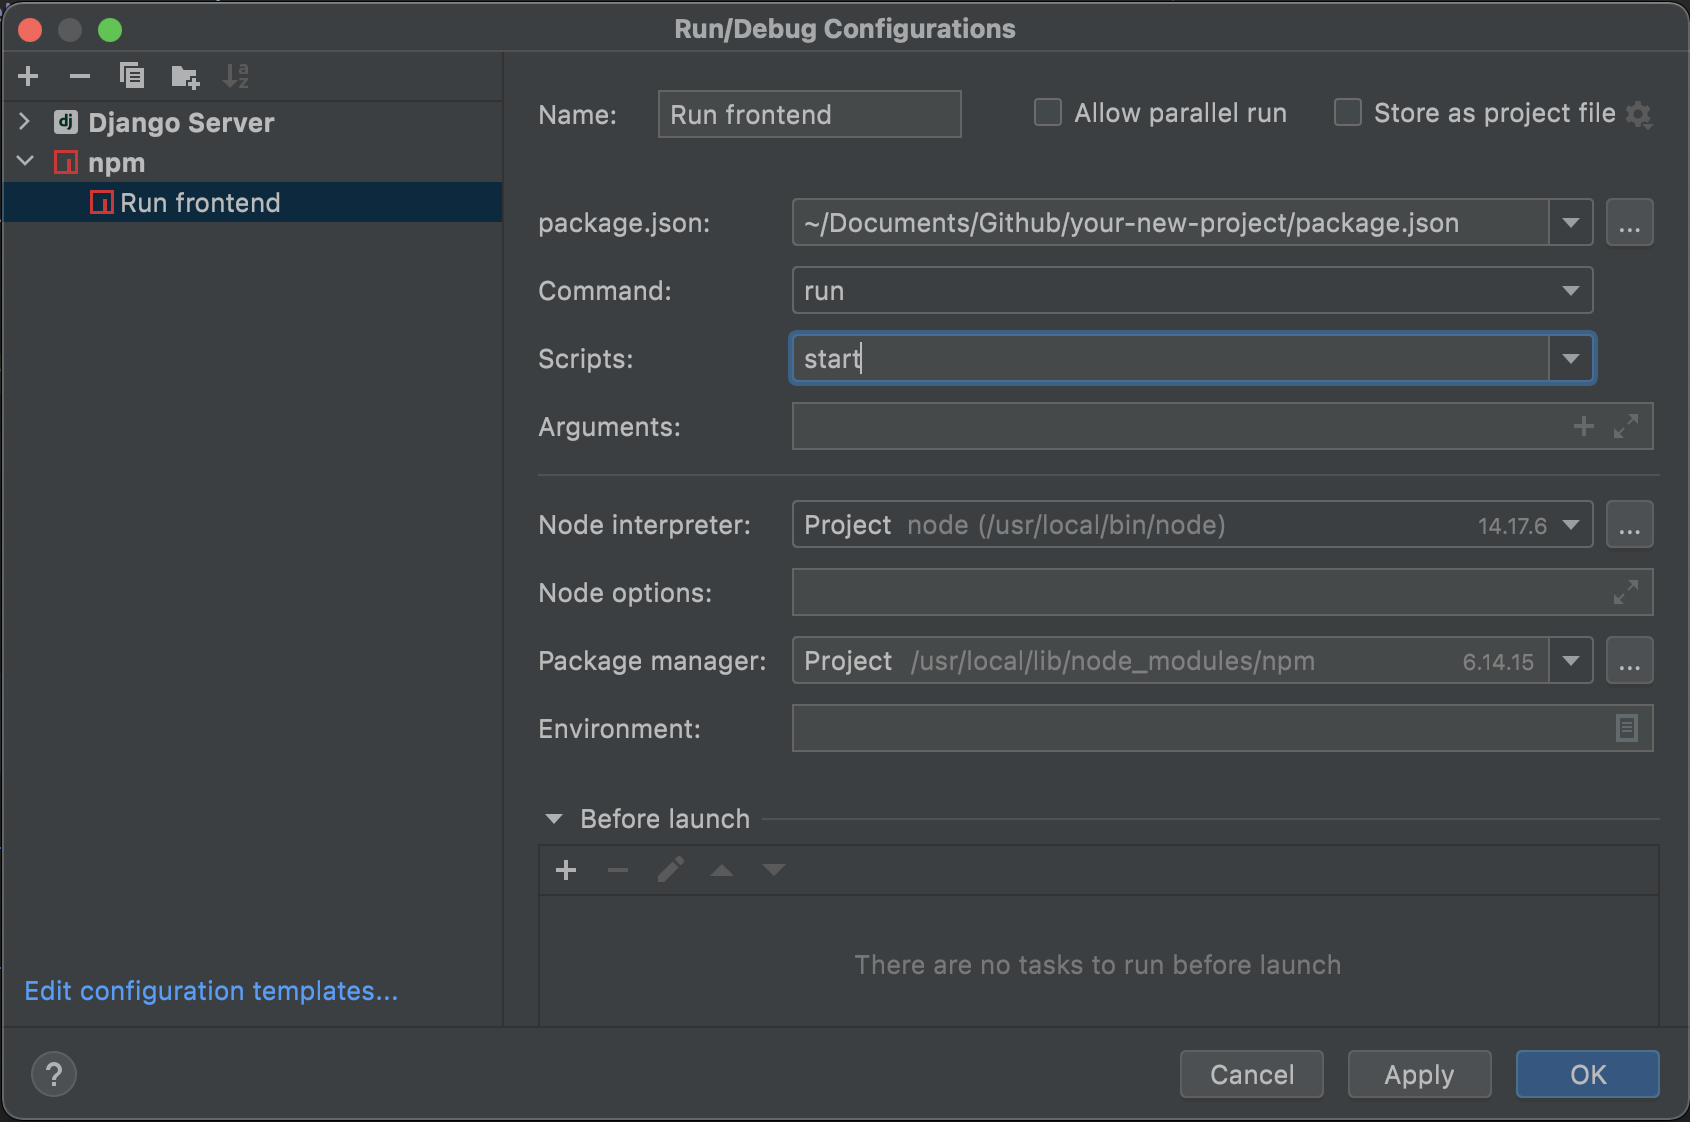 Run/Debug Configurations
Django Server
npm
Run frontend
Edit configuration templates...
Name: Run frontend Allow parallel run Store as project file
package.json: ~/Documents/Github/your-new-project/package.json ...
Command: run
Scripts: start
Arguments:
Node interpreter: Project node (/usr/local/bin/node) 14.17.6 ...
Node options:
Package manager: Project /usr/local/lib/node_modules/npm 6.14.15 ...
Environment:
Before launch
There are no tasks to run before launch
? Cancel Apply OK